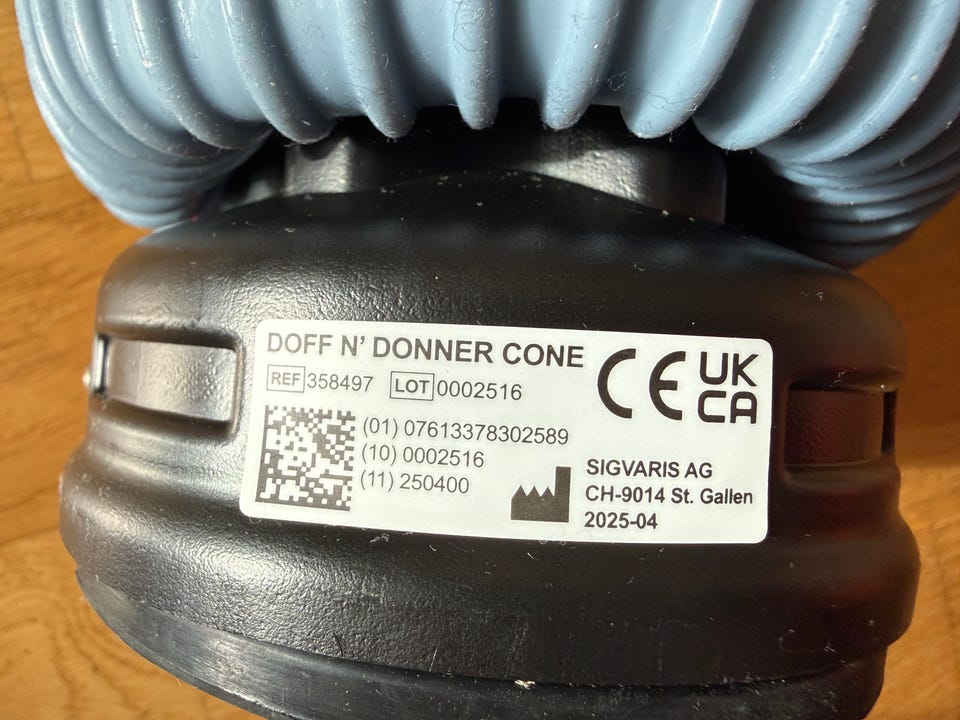 DOFF N' DONNER CONE
REF 358497 LOT 0002516
CE UK CA
(01) 07613378302589
(10) 0002516
(11) 250400
SIGVARIS AG
CH-9014 St. Gallen
2025-04